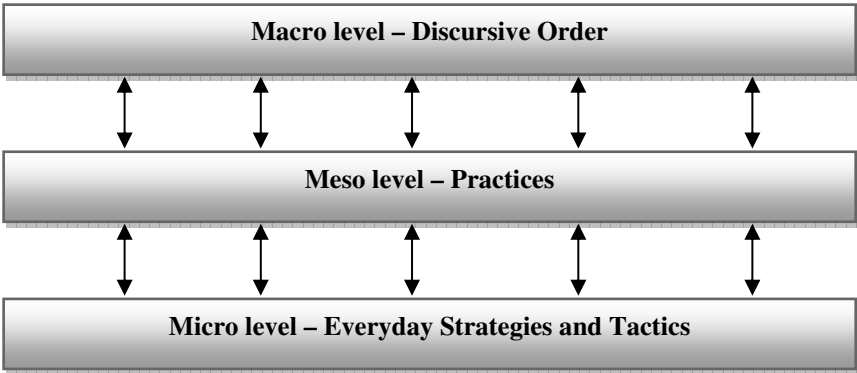 Macro level – Discursive Order
Meso level – Practices
Micro level – Everyday Strategies and Tactics